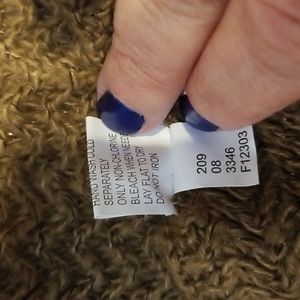 HAND WASH COLD
SEPARATELY
ONLY NON-CHLORINE
BLEACH WHEN NEEDED
LAY FLAT TO DRY
DO NOT IRON
209
08
3346
F12303